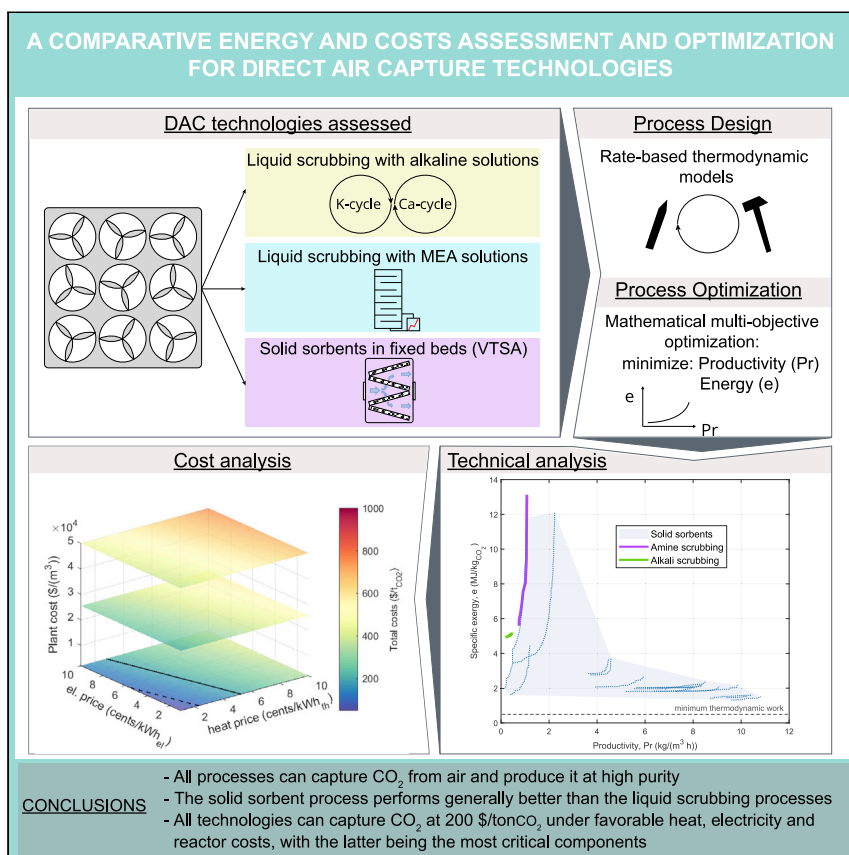 A COMPARATIVE ENERGY AND COSTS ASSESSMENT AND OPTIMIZATION
FOR DIRECT AIR CAPTURE TECHNOLOGIES
DAC technologies assessed
Liquid scrubbing with alkaline solutions
K-cycle
Ca-cycle
Liquid scrubbing with MEA solutions
Solid sorbents in fixed beds (VTSA)
Process Design
Rate-based thermodynamic
models
Process Optimization
Mathematical multi-objective
optimization:
minimize: Productivity (Pr)
Energy (e)
e
Pr
Cost analysis
×10⁴
5
4
3
2
1
Plant cost ($/(m³))
10
8
6
4
2
el. price (cents/kWh_el)
2
4
6
8
10
heat price (cents/kWh_th)
1000
800
600
400
200
Total costs ($/t_CO2)
Technical analysis
14
12
10
8
6
4
2
0
Specific exergy, e (MJ/kg_CO₂)
Solid sorbents
Amine scrubbing
Alkali scrubbing
minimum thermodynamic work
0 2 4 6 8 10 12
Productivity, Pr (kg/(m³ h))
CONCLUSIONS
- All processes can capture CO₂ from air and produce it at high purity
- The solid sorbent process performs generally better than the liquid scrubbing processes
- All technologies can capture CO₂ at 200 $/tonCO₂ under favorable heat, electricity and
reactor costs, with the latter being the most critical components